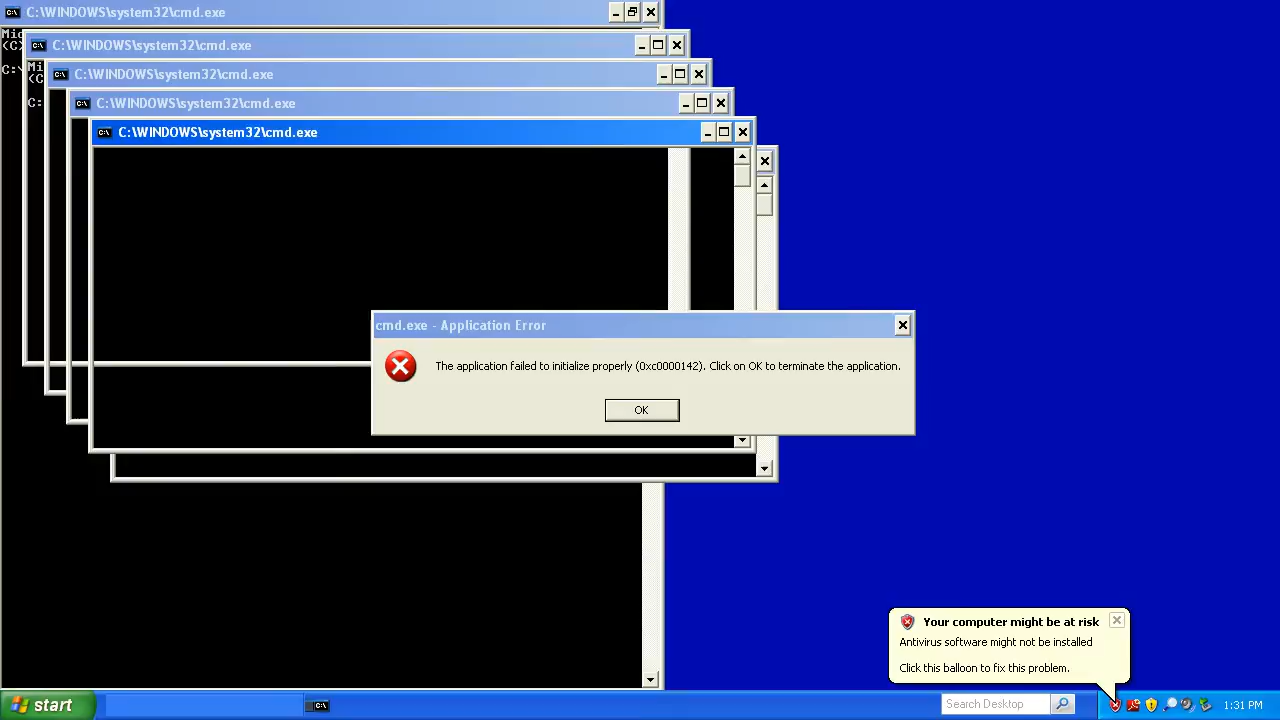 C:\WINDOWS\system32\cmd.exe
Mic
(C)
C:\WINDOWS\system32\cmd.exe
C:\
Mi
(C
C:\WINDOWS\system32\cmd.exe
C:
C:\WINDOWS\system32\cmd.exe
C:\WINDOWS\system32\cmd.exe
cmd.exe - Application Error
The application failed to initialize properly (0xc0000142). Click on OK to terminate the application.
OK
Your computer might be at risk
Antivirus software might not be installed
Click this balloon to fix this problem.
start
Search Desktop
1:31 PM